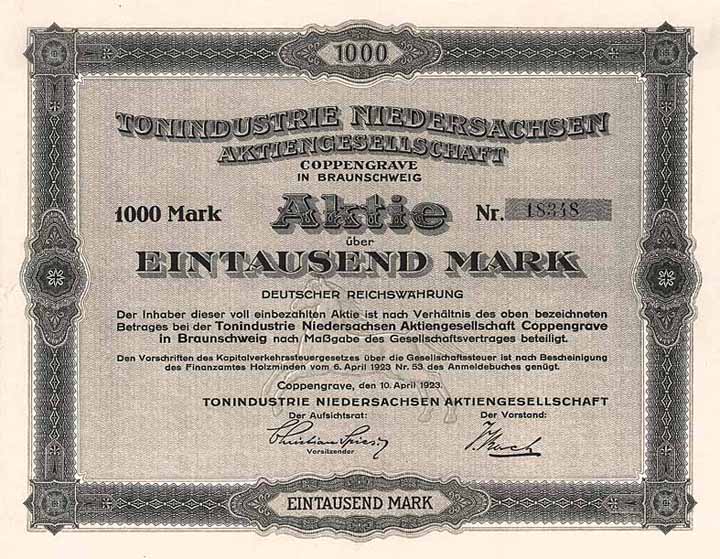 1000
TONINDUSTRIE NIEDERSACHSEN
AKTIENGESELLSCHAFT
COPPENGRAVE
IN BRAUNSCHWEIG
1000 Mark Aktie Nr. 18348
über
EINTAUSEND MARK
DEUTSCHER REICHSWÄHRUNG
Der Inhaber dieser voll einbezahlten Aktie ist nach Verhältnis des oben bezeichneten
Betrages bei der Tonindustrie Niedersachsen Aktiengesellschaft Coppengrave
in Braunschweig nach Maßgabe des Gesellschaftsvertrages beteiligt.
Den Vorschriften des Kapitalverkehrssteuergesetzes über die Gesellschaftssteuer ist nach Bescheinigung
des Finanzamtes Holzminden vom 6. April 1923 Nr. 53 des Anmeldebuches genügt.
Coppengrave, den 10. April 1923.
TONINDUSTRIE NIEDERSACHSEN AKTIENGESELLSCHAFT
Der Aufsichtsrat: Der Vorstand:
Christian
Vorsitzender
EINTAUSEND MARK